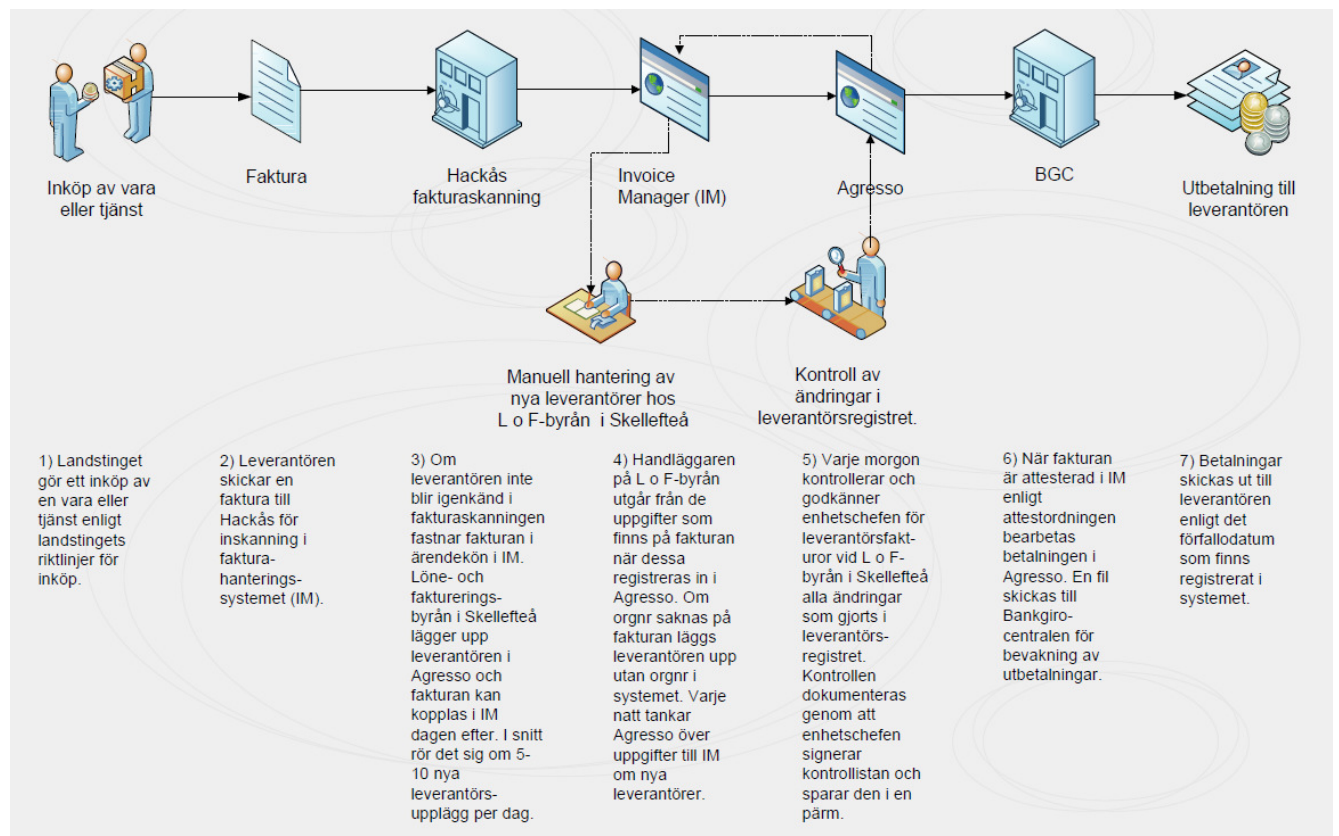 Inköp av vara
eller tjänst
Faktura
Hackås
fakturaskanning
Invoice
Manager (IM)
Agresso
BGC
Utbetalning till
leverantören
Manuell hantering av
nya leverantörer hos
L o F-byrån i Skellefteå
Kontroll av
ändringar i
leverantörsregistret.
1) Landstinget
gör ett inköp av
en vara eller
tjänst enligt
landstingets
riktlinjer för
inköp.
2) Leverantören
skickar en
faktura till
Hackås för
inskanning i
faktura-
hanterings-
systemet (IM).
3) Om
leverantören inte
blir igenkänd i
fakturaskanningen
fastnar fakturan i
ärendekön i IM.
Löne- och
fakturerings-
byrån i Skellefteå
lägger upp
leverantören i
Agresso och
fakturan kan
kopplas i IM
dagen efter. I snitt
rör det sig om 5-
10 nya
leverantörs-
upplägg per dag.
4) Handläggaren
på L o F-byrån
utgår från de
uppgifter som
finns på fakturan
när dessa
registreras in i
Agresso. Om
orgnr saknas på
fakturan läggs
leverantören upp
utan orgnr i
systemet. Varje
natt tankar
Agresso över
uppgifter till IM
om nya
leverantörer.
5) Varje morgon
kontrollerar och
godkänner
enhetschefen för
leverantörsfakt-
uror vid L o F-
byrån i Skellefteå
alla ändringar
som gjorts i
leverantörs-
registret.
Kontrollen
dokumenteras
genom att
enhetschefen
signerar
kontrollistan och
sparar den i en
pärm.
6) När fakturan
är attesterad i IM
enligt
attestordningen
bearbetas
betalningen i
Agresso. En fil
skickas till
Bankgiro-
centralen för
bevakning av
utbetalningar.
7) Betalningar
skickas ut till
leverantören
enligt det
förfallodatum
som finns
registrerat i
systemet.